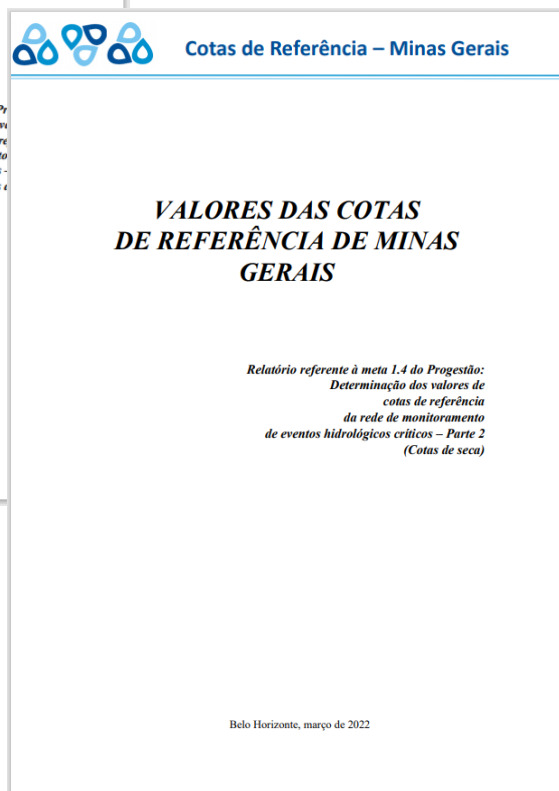 Cotas de Referência – Minas Gerais
VALORES DAS COTAS
DE REFERÊNCIA DE MINAS
GERAIS
Relatório referente à meta 1.4 do Progestão:
Determinação dos valores de
cotas de referência
da rede de monitoramento
de eventos hidrológicos críticos – Parte 2
(Cotas de seca)
Belo Horizonte, março de 2022